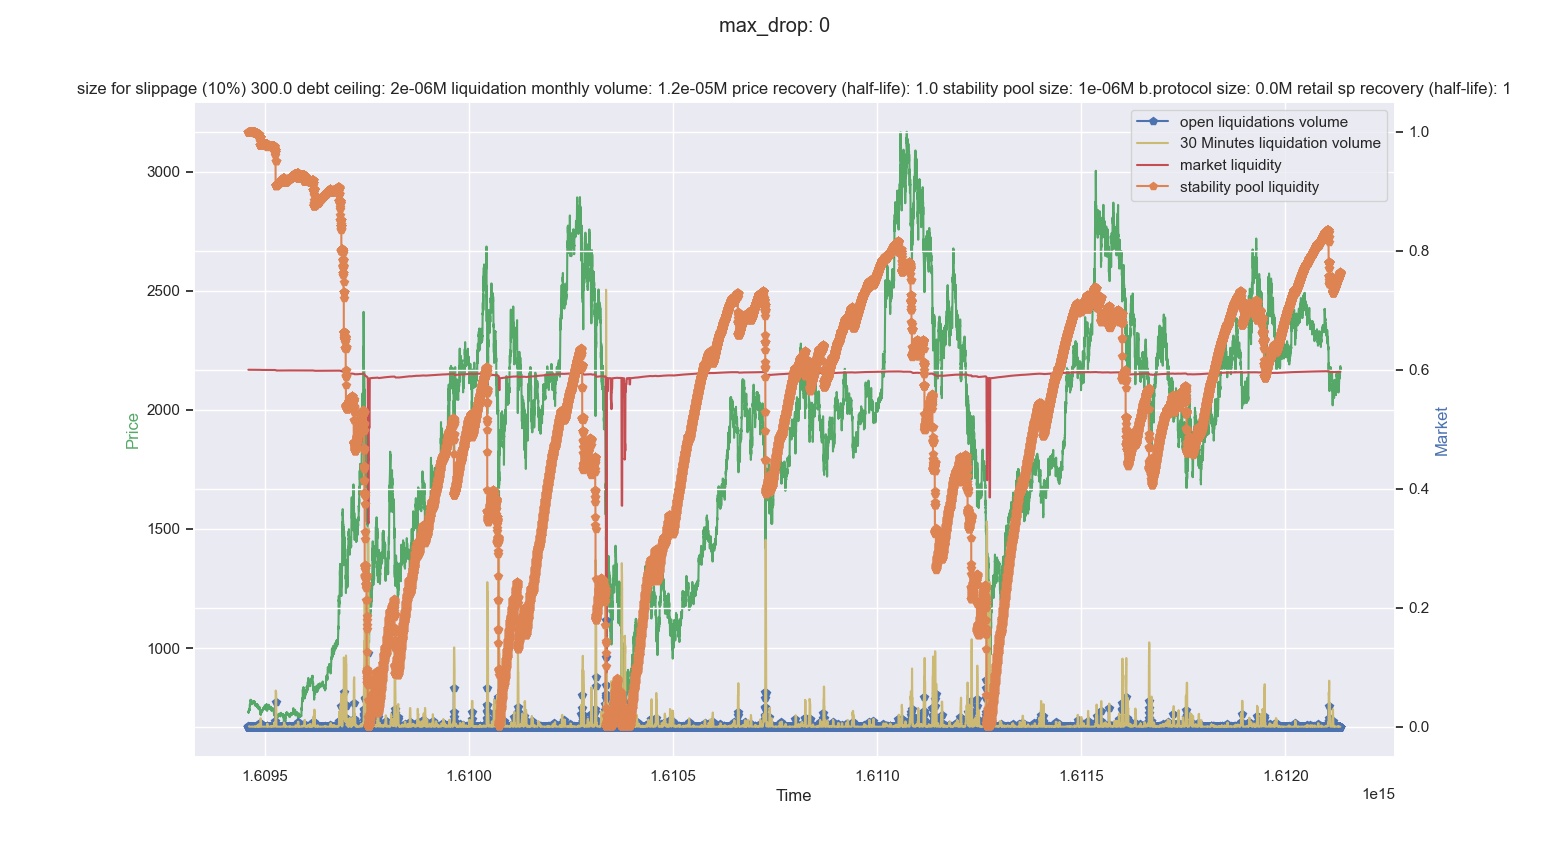 max_drop: 0
size for slippage (10%) 300.0 debt ceiling: 2e-06M liquidation monthly volume: 1.2e-05M price recovery (half-life): 1.0 stability pool size: 1e-06M b.protocol size: 0.0M retail sp recovery (half-life): 1
open liquidations volume
30 Minutes liquidation volume
market liquidity
stability pool liquidity
3000
2500
2000
1500
1000
Price
1.0
0.8
0.6
0.4
0.2
0.0
Market
1.6095
1.6100
1.6105
1.6110
1.6115
1.6120
Time
1e15